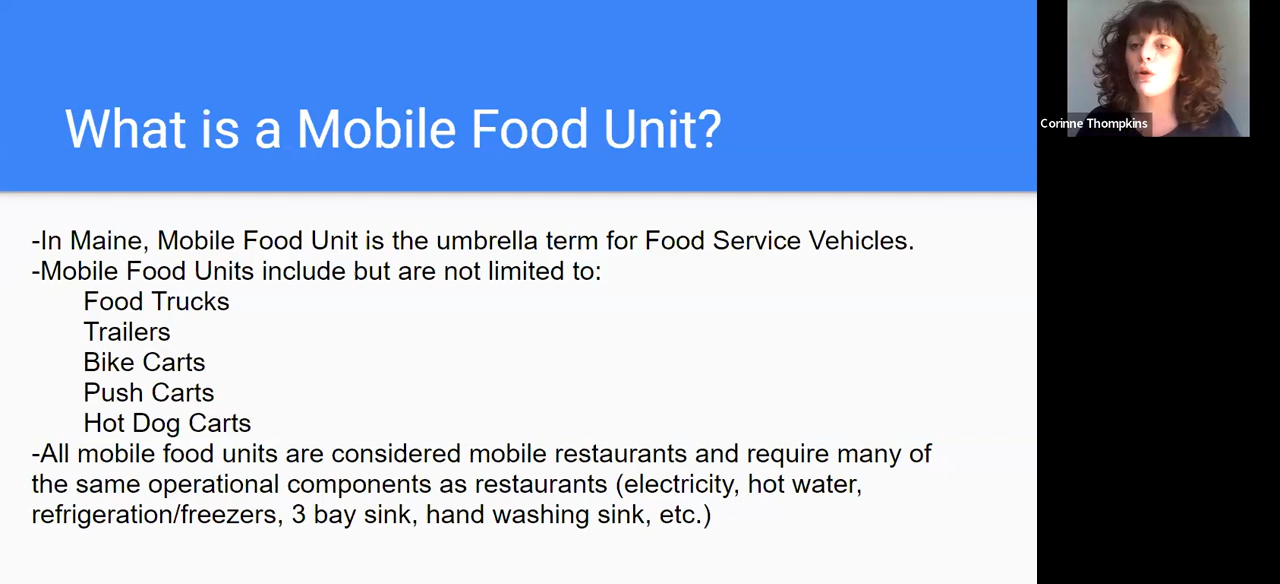 What is a Mobile Food Unit?
Corinne Thompkins
-In Maine, Mobile Food Unit is the umbrella term for Food Service Vehicles.
-Mobile Food Units include but are not limited to:
Food Trucks
Trailers
Bike Carts
Push Carts
Hot Dog Carts
-All mobile food units are considered mobile restaurants and require many of
the same operational components as restaurants (electricity, hot water,
refrigeration/freezers, 3 bay sink, hand washing sink, etc.)